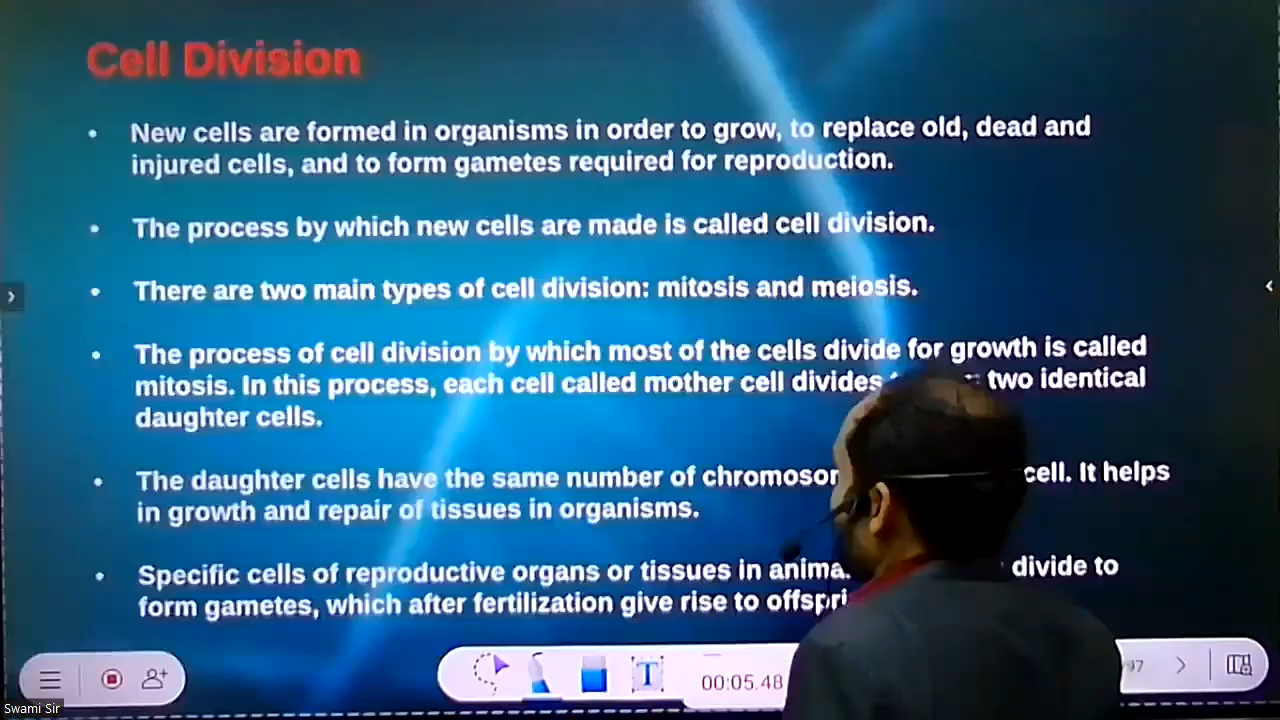 Cell Division
• New cells are formed in organisms in order to grow, to replace old, dead and
injured cells, and to form gametes required for reproduction.
• The process by which new cells are made is called cell division.
• There are two main types of cell division: mitosis and meiosis.
• The process of cell division by which most of the cells divide for growth is called
mitosis. In this process, each cell called mother cell divides two identical
daughter cells.
• The daughter cells have the same number of cell. It helps
in growth and repair of tissues in organisms.
• Specific cells of reproductive organs or tissues in divide to
form gametes, which after fertilization give rise to
T
00:05.48
Swami Sir